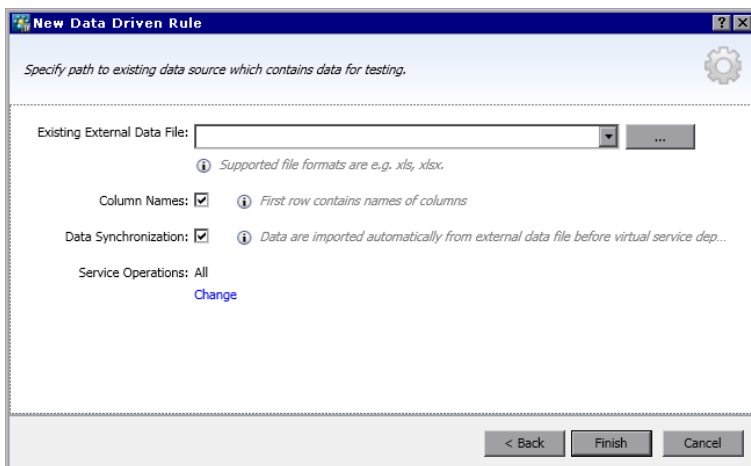 New Data Driven Rule
Specify path to existing data source which contains data for testing.
Existing External Data File:
...
Supported file formats are e.g. xls, xlsx.
Column Names: First row contains names of columns
Data Synchronization: Data are imported automatically from external data file before virtual service dep...
Service Operations: All
Change
< Back Finish Cancel